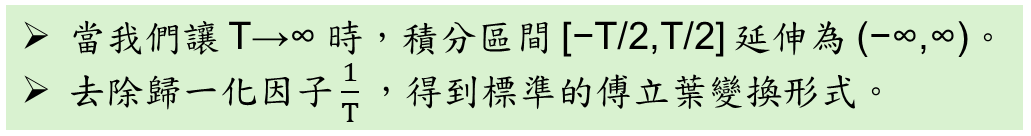 ➢ 當我們讓 T→∞ 時，積分區間 [−T/2,T/2] 延伸為 (−∞,∞)。
➢ 去除歸一化因子 1/T ，得到標準的傅立葉變換形式。